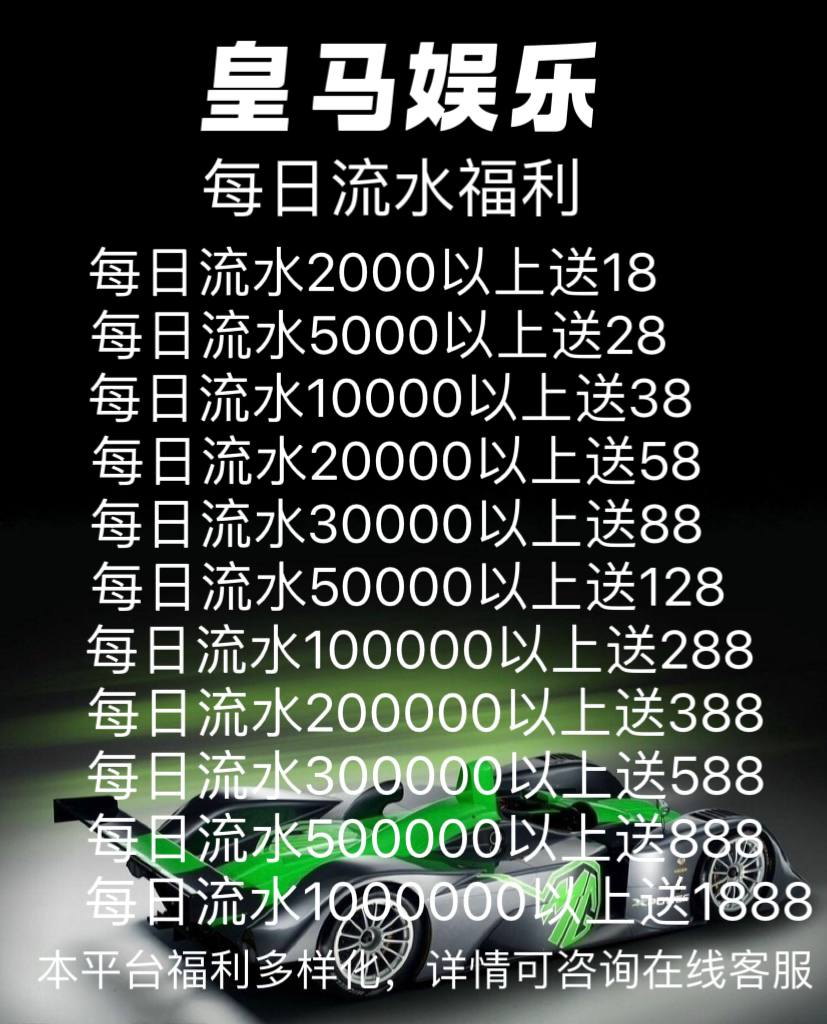 皇马娱乐
每日流水福利
每日流水2000以上送18
每日流水5000以上送28
每日流水10000以上送38
每日流水20000以上送58
每日流水30000以上送88
每日流水50000以上送128
每日流水100000以上送288
每日流水200000以上送388
每日流水300000以上送588
每日流水500000以上送888
每日流水1000000以上送1888
本平台福利多样化，详情可咨询在线客服